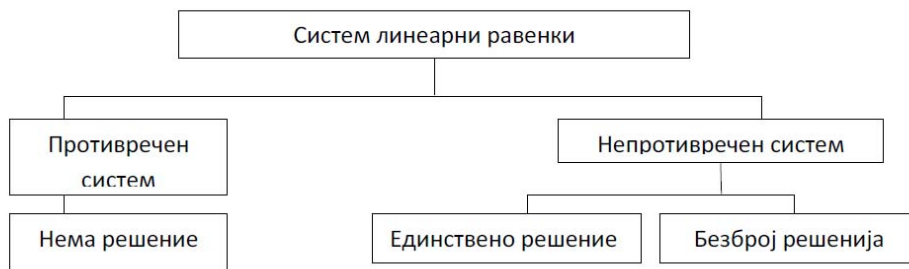 Систем линеарни равенки
Противречен
систем
Непротивречен систем
Нема решение
Единствено решение
Безброј решенија